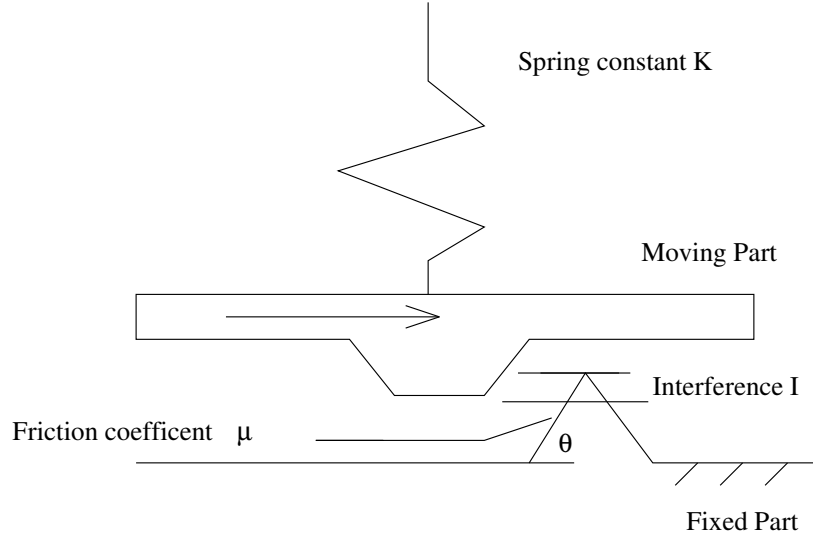 Spring constant K
Moving Part
Interference I
Friction coefficent μ
θ
Fixed Part